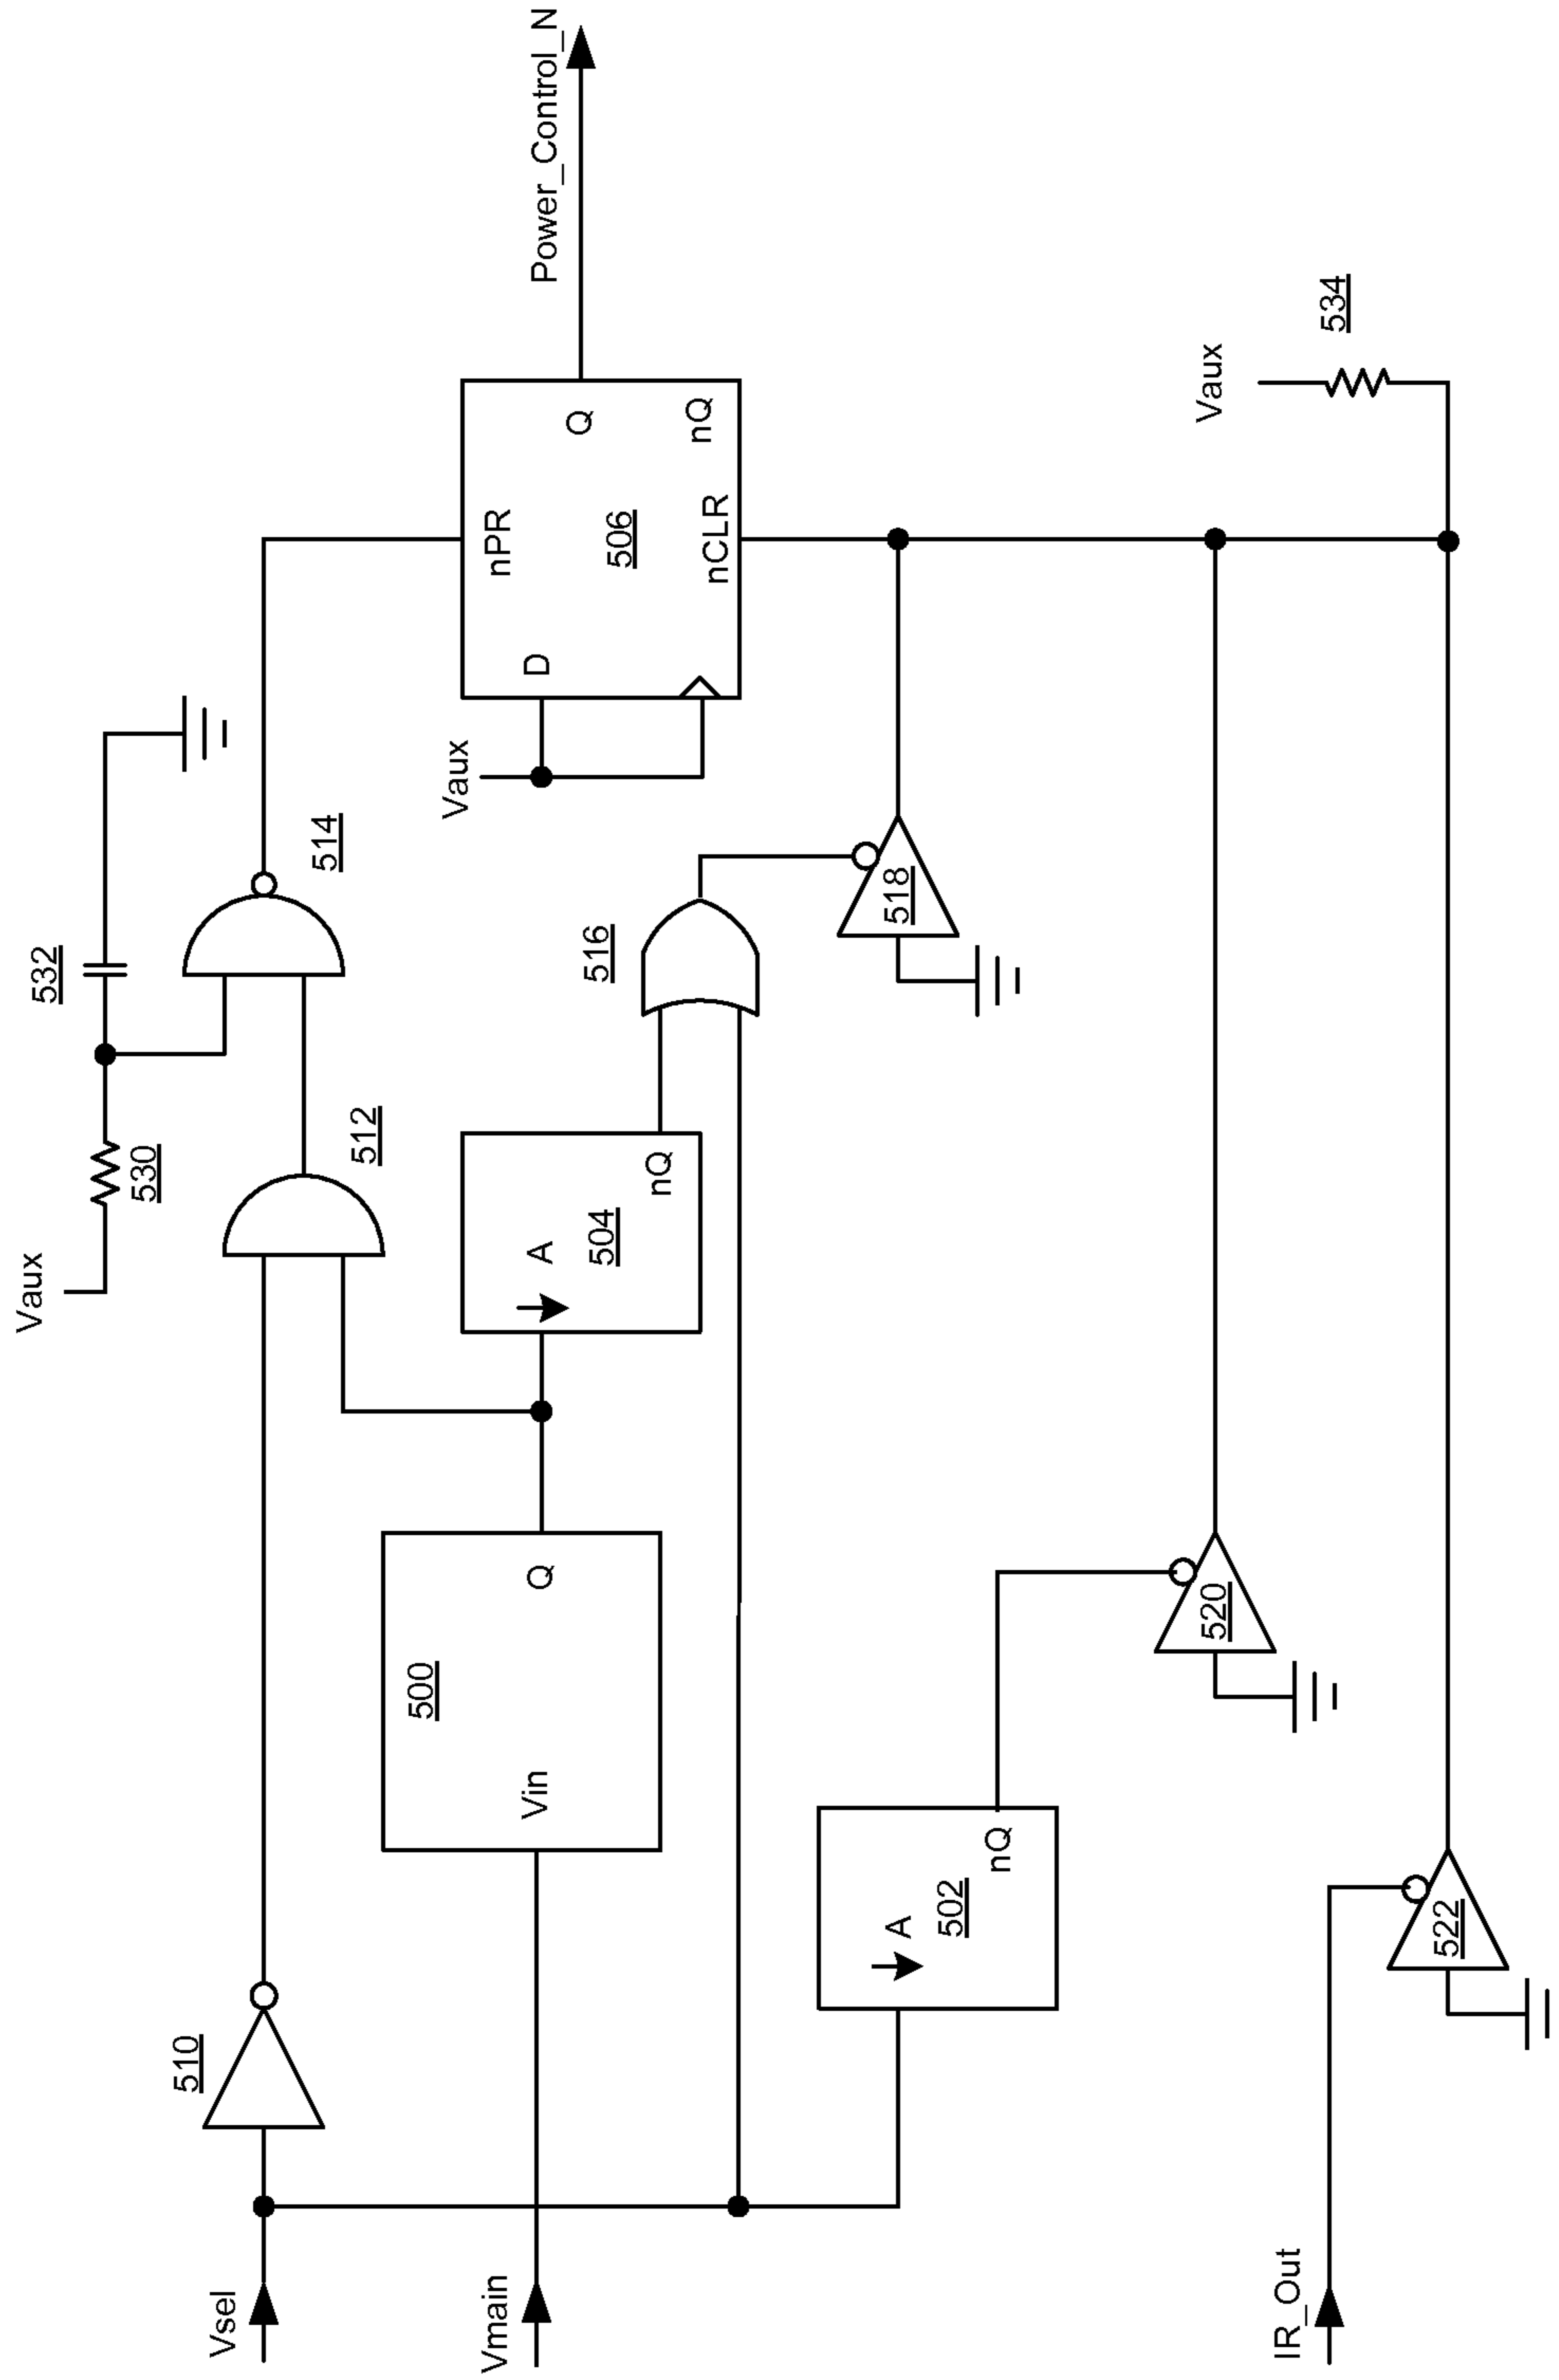 Vsel
510
Vmain
Vin
500
Q
Vaux
530
532
512
514
A
504
nQ
516
518
Vaux
D
nPR
506
Q
nCLR
nQ
Power_Control_N
A
502
nQ
520
IR_Out
522
Vaux
534